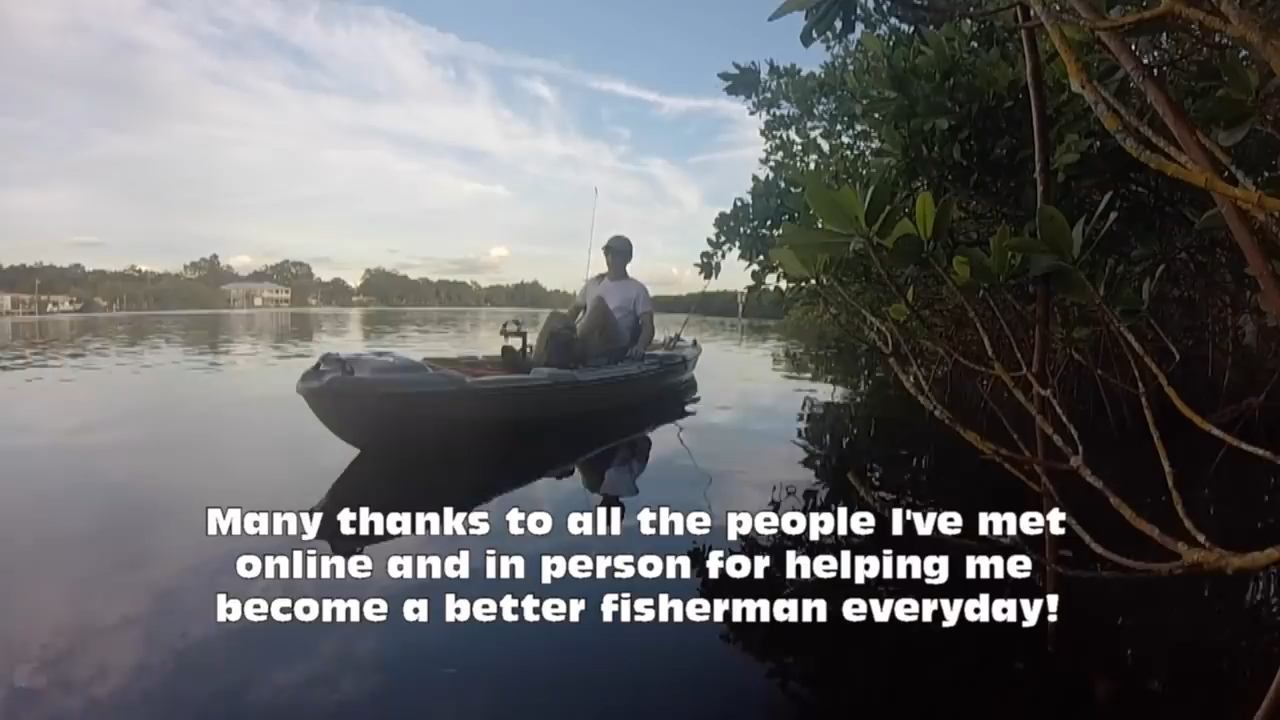 Many thanks to all the people I've met
online and in person for helping me
become a better fisherman everyday!